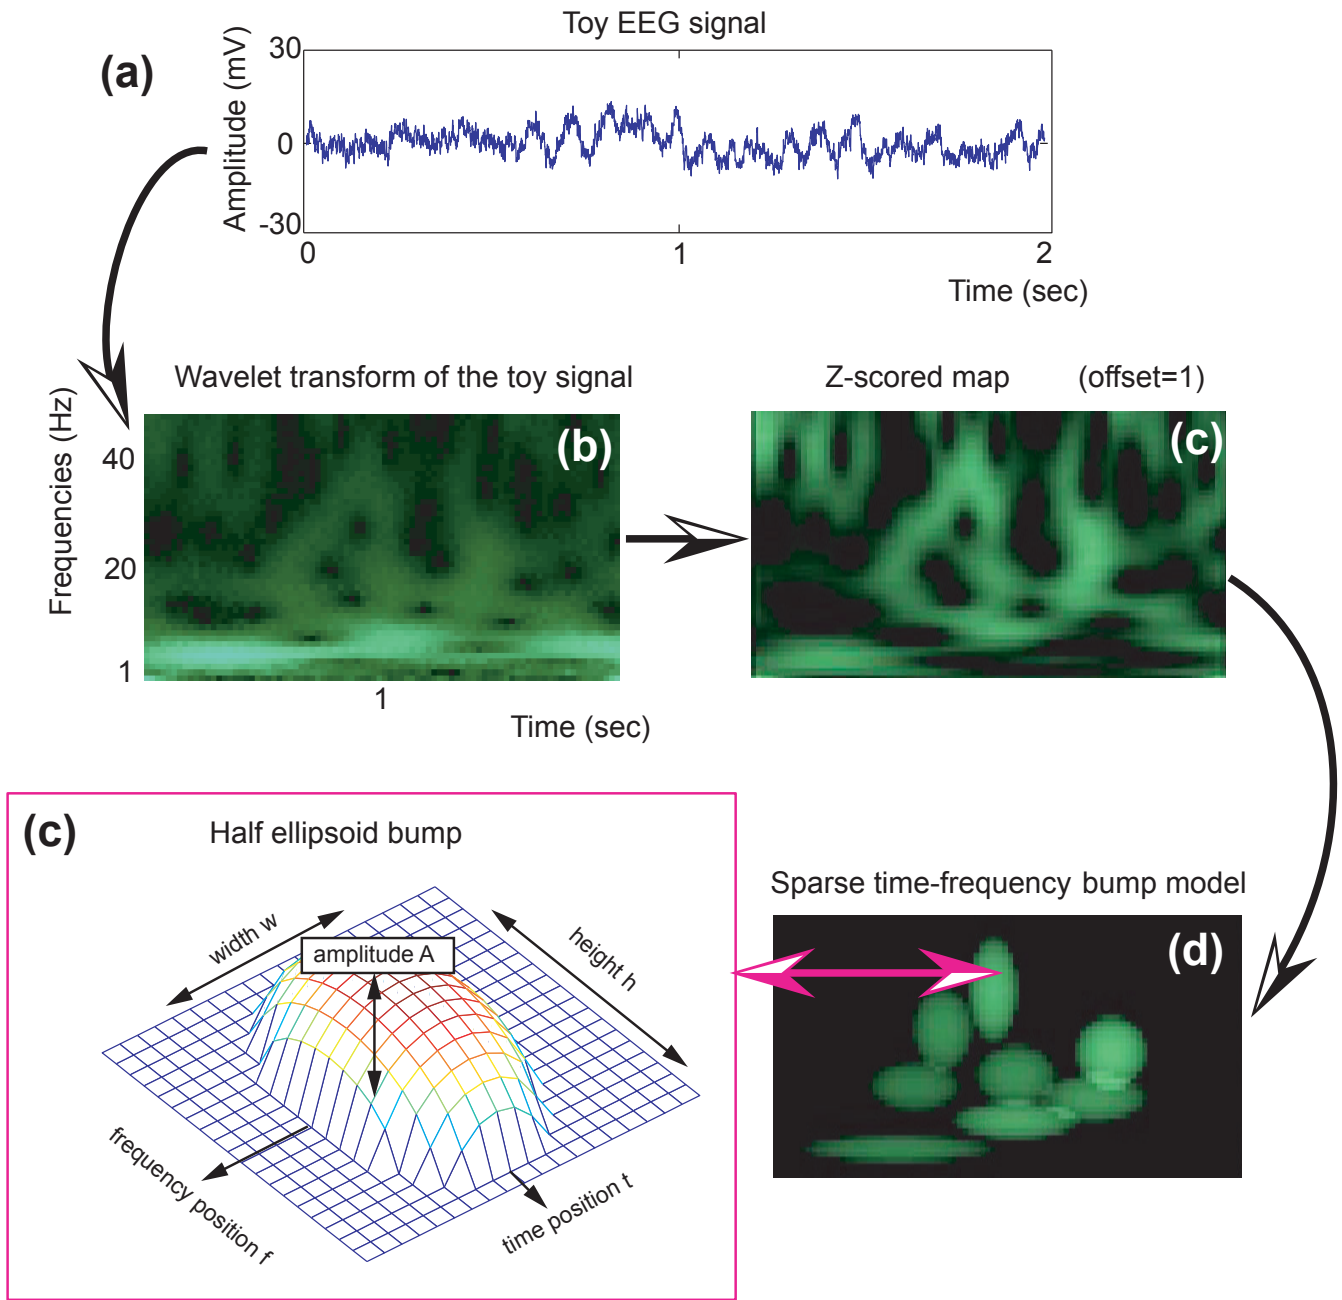 Toy EEG signal
(a)
Amplitude (mV)
30
0
-30
0
1
2
Time (sec)
Wavelet transform of the toy signal
Z-scored map (offset=1)
Frequencies (Hz)
40
20
1
(b)
(c)
1
Time (sec)
(c)
Half ellipsoid bump
width w
amplitude A
height h
frequency position f
time position t
Sparse time-frequency bump model
(d)